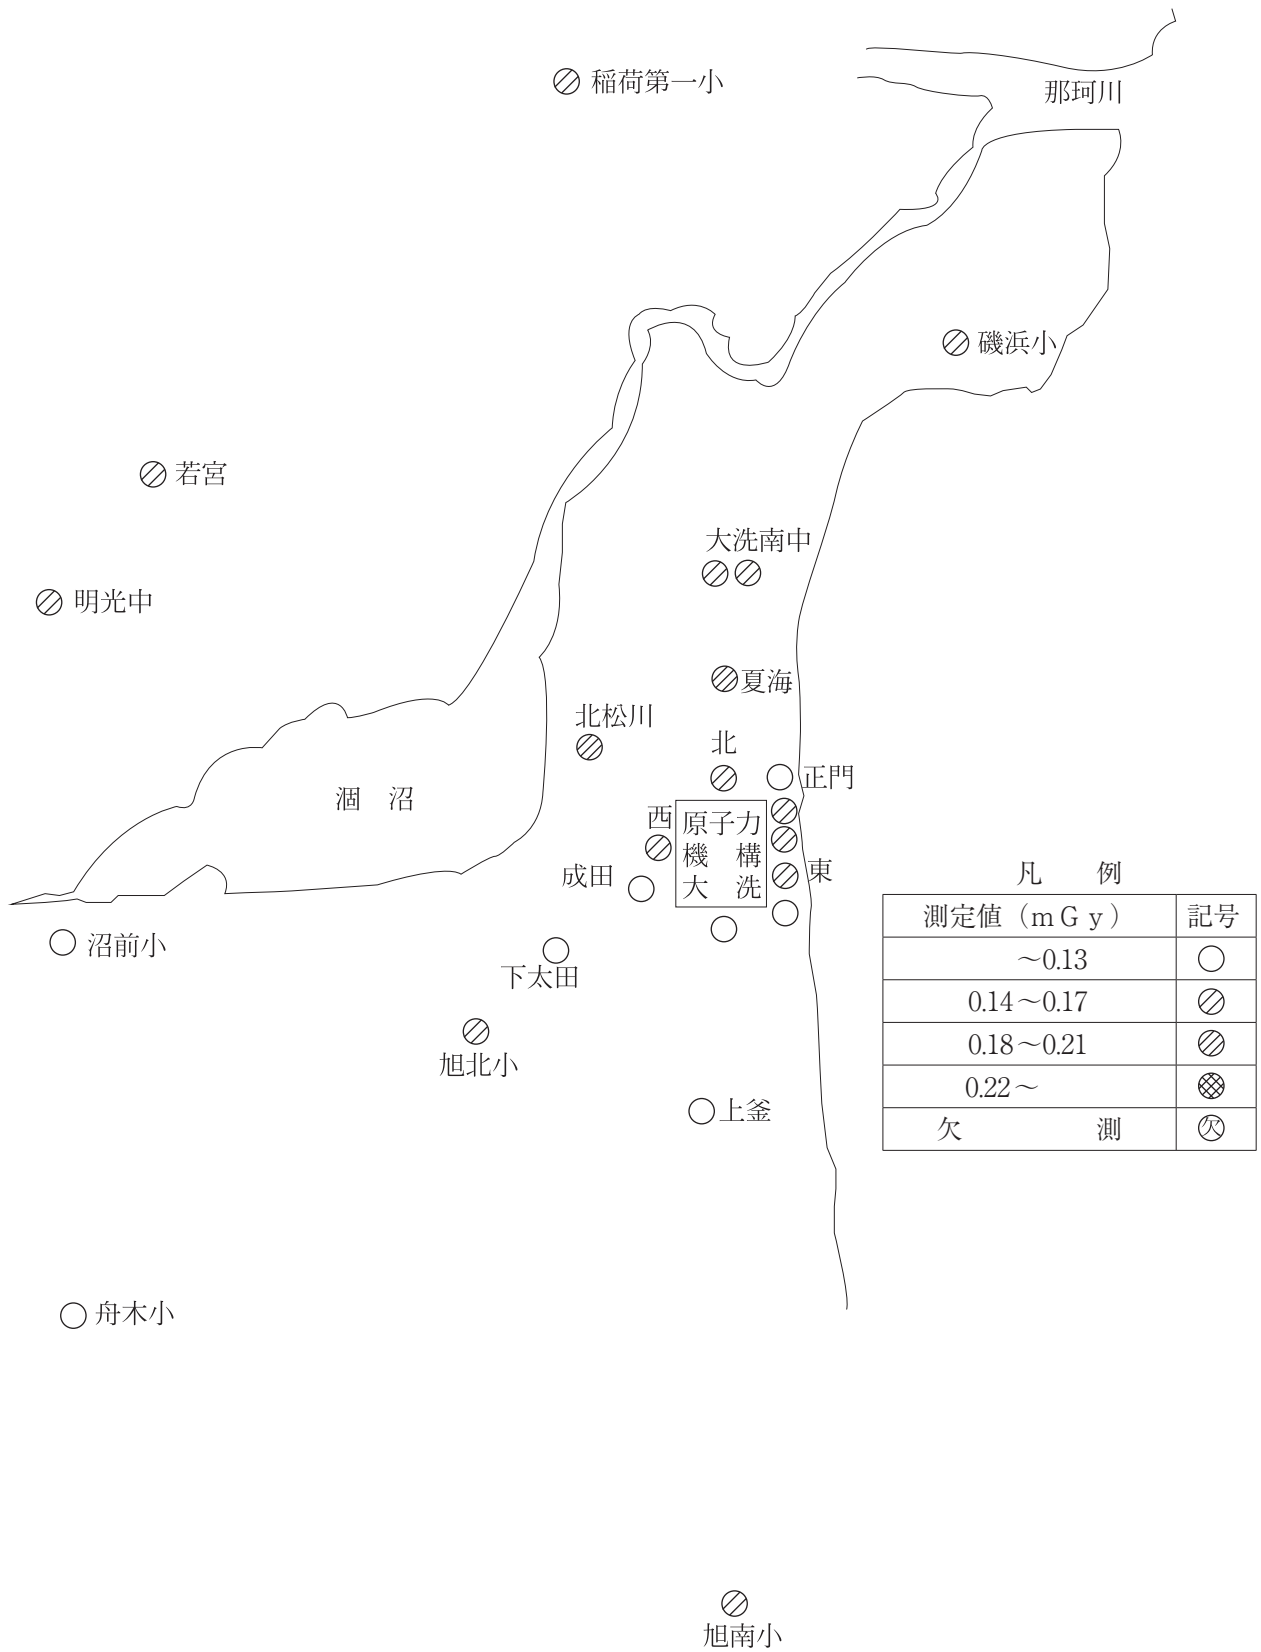 稲荷第一小
那珂川
磯浜小
若宮
大洗南中
明光中
夏海
北松川
北
正門
涸 沼
西
原子力
機 構
大 洗
成田
東
沼前小
下太田
旭北小
上釜
舟木小
旭南小
凡 例
測定値（mGy） 記号
～0.13
0.14～0.17
0.18～0.21
0.22～
欠 測 欠